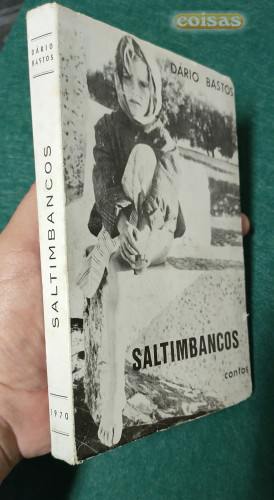 coisas
DÁRIO
BASTOS
SALTIMBANCOS
1970
DÁRIO BASTOS
SALTIMBANCOS
contos